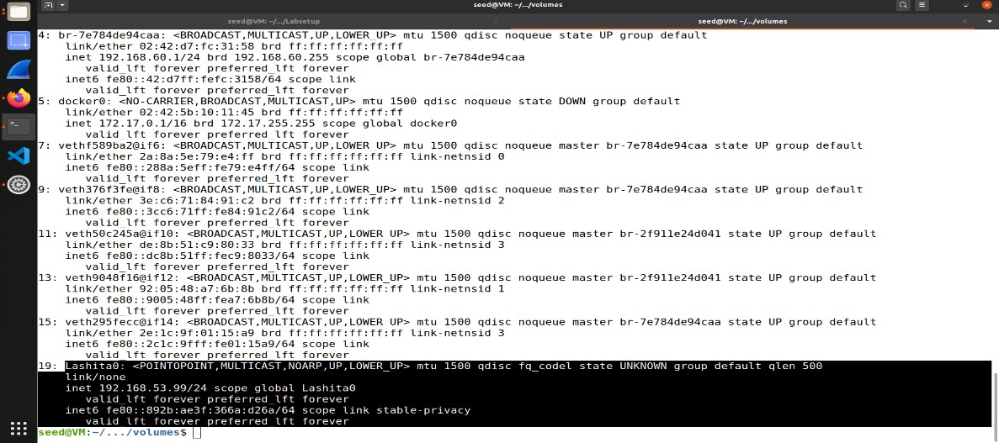 seed@VM: ~/.../volumes
seed@VM: ~/.../Labsetup
seed@VM: ~/.../volumes
4: br-7e784de94caa: <BROADCAST,MULTICAST,UP,LOWER_UP> mtu 1500 qdisc noqueue state UP group default
    link/ether 02:42:d7:fc:31:58 brd ff:ff:ff:ff:ff:ff
    inet 192.168.60.1/24 brd 192.168.60.255 scope global br-7e784de94caa
       valid_lft forever preferred_lft forever
    inet6 fe80::42:d7ff:fefc:3158/64 scope link
       valid_lft forever preferred_lft forever
5: docker0: <NO-CARRIER,BROADCAST,MULTICAST,UP> mtu 1500 qdisc noqueue state DOWN group default
    link/ether 02:42:5b:10:11:45 brd ff:ff:ff:ff:ff:ff
    inet 172.17.0.1/16 brd 172.17.255.255 scope global docker0
       valid_lft forever preferred_lft forever
7: vethf589ba2@if6: <BROADCAST,MULTICAST,UP,LOWER_UP> mtu 1500 qdisc noqueue master br-7e784de94caa state UP group default
    link/ether 2a:8a:5e:79:e4:ff brd ff:ff:ff:ff:ff:ff link-netnsid 0
    inet6 fe80::288a:5eff:fe79:e4ff/64 scope link
       valid_lft forever preferred_lft forever
9: veth376f3fe@if8: <BROADCAST,MULTICAST,UP,LOWER_UP> mtu 1500 qdisc noqueue master br-7e784de94caa state UP group default
    link/ether 3e:c6:71:84:91:c2 brd ff:ff:ff:ff:ff:ff link-netnsid 2
    inet6 fe80::3cc6:71ff:fe84:91c2/64 scope link
       valid_lft forever preferred_lft forever
11: veth50c245a@if10: <BROADCAST,MULTICAST,UP,LOWER_UP> mtu 1500 qdisc noqueue master br-2f911e24d041 state UP group default
    link/ether de:8b:51:c9:80:33 brd ff:ff:ff:ff:ff:ff link-netnsid 3
    inet6 fe80::dc8b:51ff:fec9:8033/64 scope link
       valid_lft forever preferred_lft forever
13: veth9048f16@if12: <BROADCAST,MULTICAST,UP,LOWER_UP> mtu 1500 qdisc noqueue master br-2f911e24d041 state UP group default
    link/ether 92:05:48:a7:6b:8b brd ff:ff:ff:ff:ff:ff link-netnsid 1
    inet6 fe80::9005:48ff:fea7:6b8b/64 scope link
       valid_lft forever preferred_lft forever
15: veth295fecc@if14: <BROADCAST,MULTICAST,UP,LOWER_UP> mtu 1500 qdisc noqueue master br-7e784de94caa state UP group default
    link/ether 2e:1c:9f:01:15:a9 brd ff:ff:ff:ff:ff:ff link-netnsid 3
    inet6 fe80::2c1c:9fff:fe01:15a9/64 scope link
       valid_lft forever preferred_lft forever
19: Lashita0: <POINTOPOINT,MULTICAST,NOARP,UP,LOWER_UP> mtu 1500 qdisc fq_codel state UNKNOWN group default qlen 500
    link/none
    inet 192.168.53.99/24 scope global Lashita0
       valid_lft forever preferred_lft forever
    inet6 fe80::892b:ae3f:366a:d26a/64 scope link stable-privacy
       valid_lft forever preferred_lft forever
seed@VM:~/.../volumes$